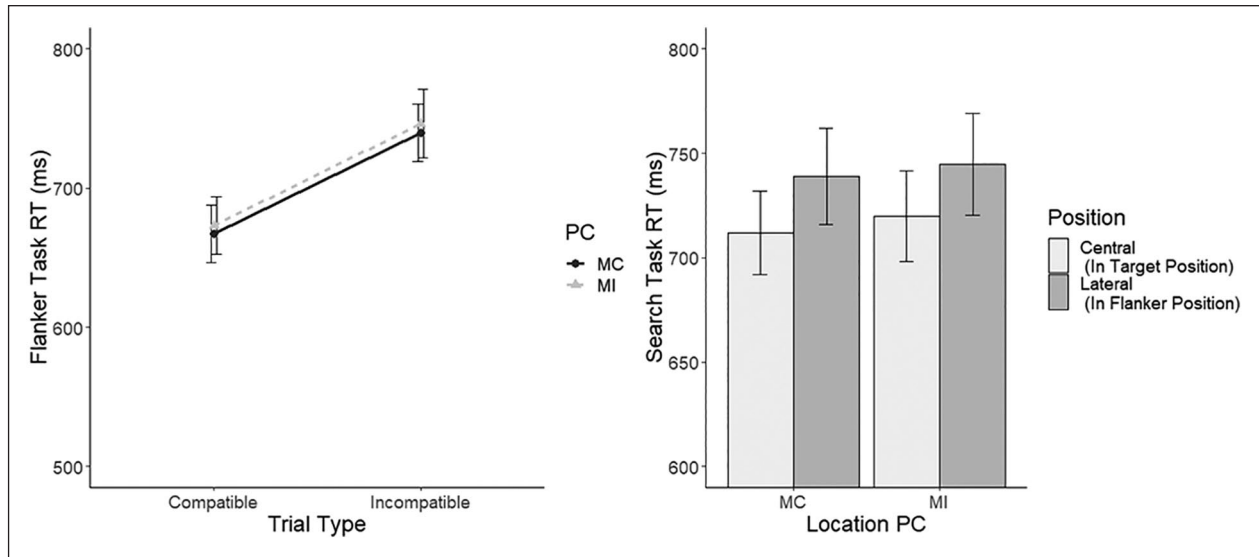 800
700
600
500
Flanker Task RT (ms)
Compatible
Incompatible
Trial Type
PC
MC
MI
800
750
700
650
600
Search Task RT (ms)
MC
MI
Location PC
Position
Central
(In Target Position)
Lateral
(In Flanker Position)